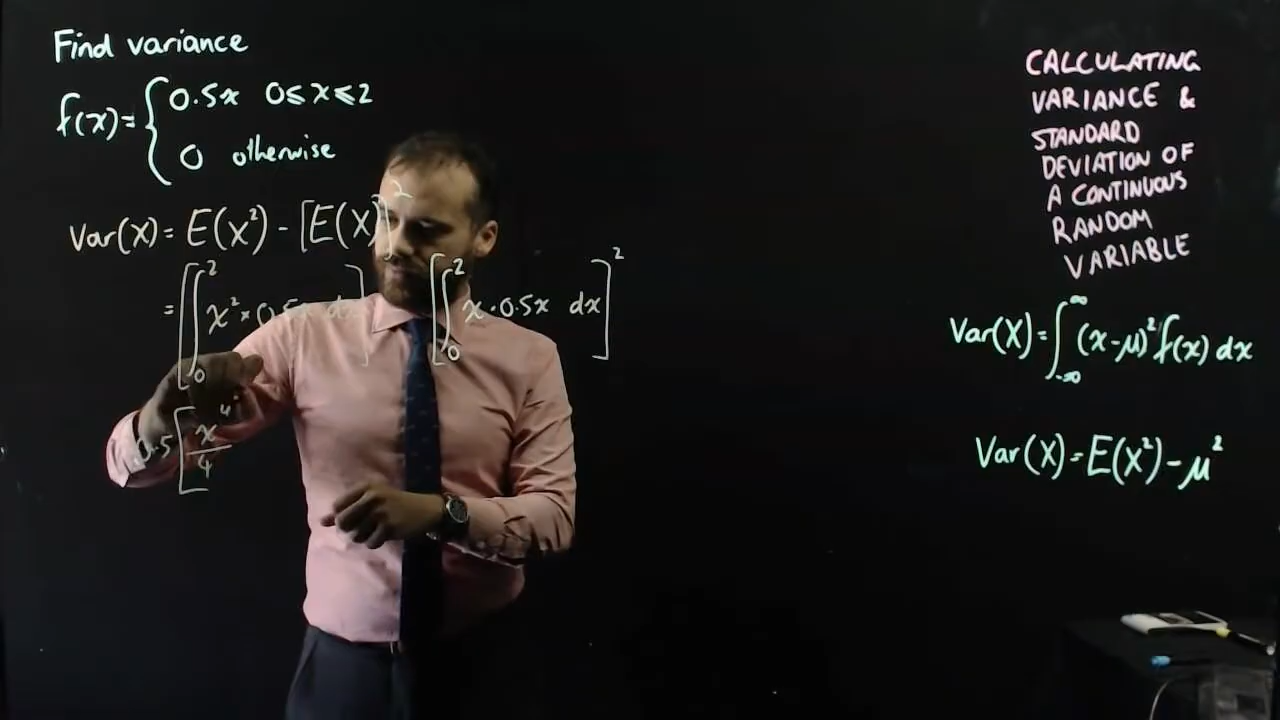 Find variance
f(x)= { 0.5x 0≤x≤2
0 otherwise
Var(X) = E(X²) - [E(X)]²
= [∫₀² x² × 0.5x dx] [∫₀² x · 0.5x dx]²
0.5 [x⁴/4
CALCULATING
VARIANCE &
STANDARD
DEVIATION OF
A CONTINUOUS
RANDOM
VARIABLE
Var(X) = ∫_{-∞}^{∞} (x-μ)² f(x) dx
Var(X) = E(X²) - μ²